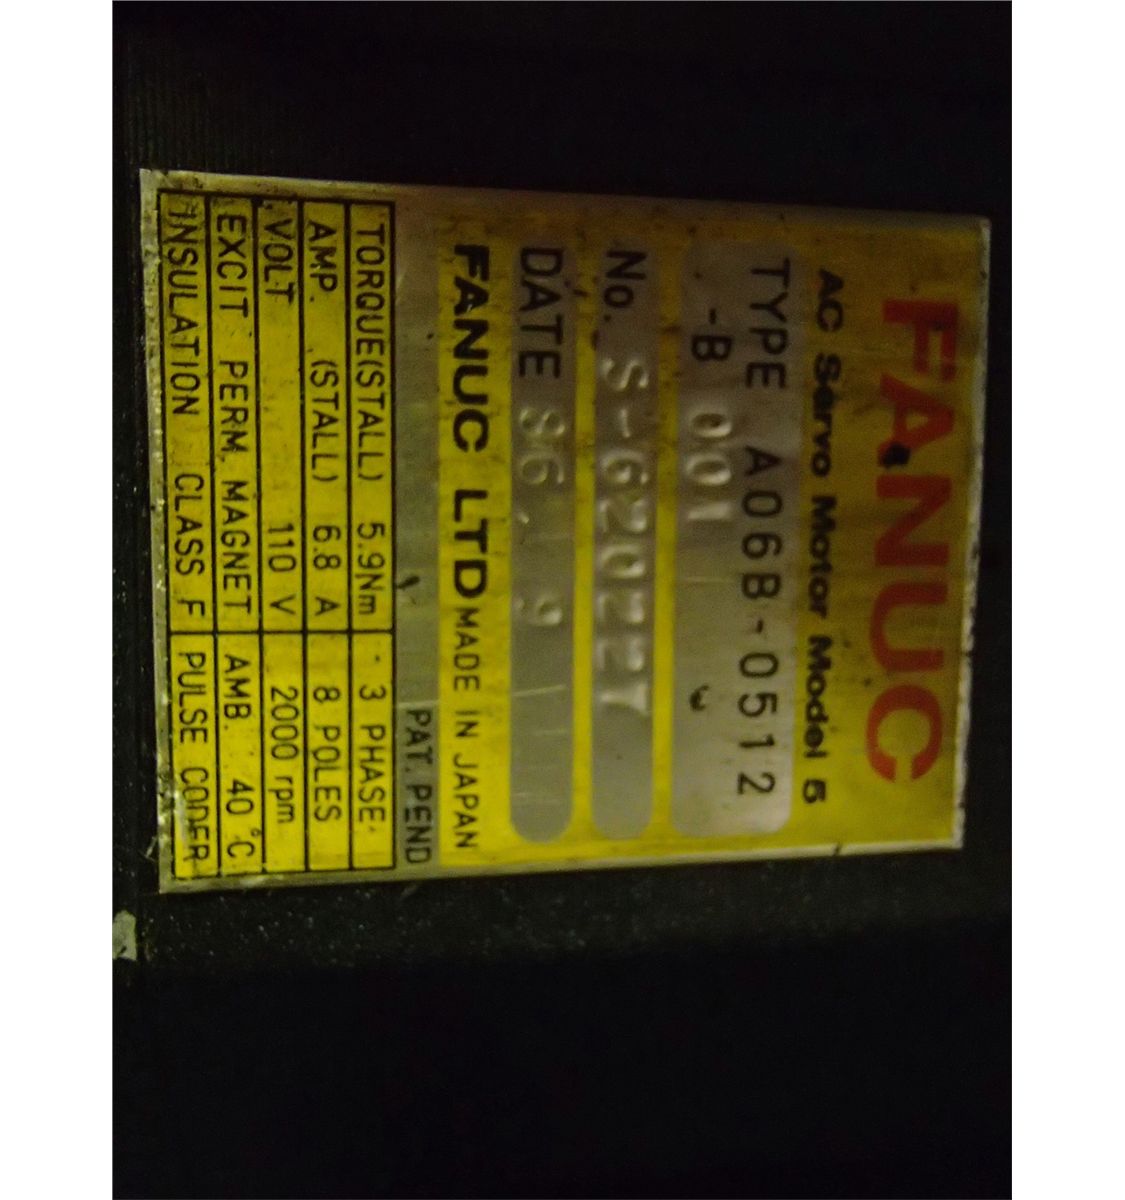 FANUC
AC Servo Motor Model 5
TYPE A06B-0512
-B 001
No. S-620227
DATE 86. 9
FANUC LTD MADE IN JAPAN
PAT. PEND
TORQUE(STALL) 5.9Nm 3 PHASE
AMP. (STALL) 6.8 A 8 POLES
VOLT 110 V 2000 rpm
EXCIT PERM. MAGNET AMB. 40 °C
INSULATION CLASS F PULSE CODER